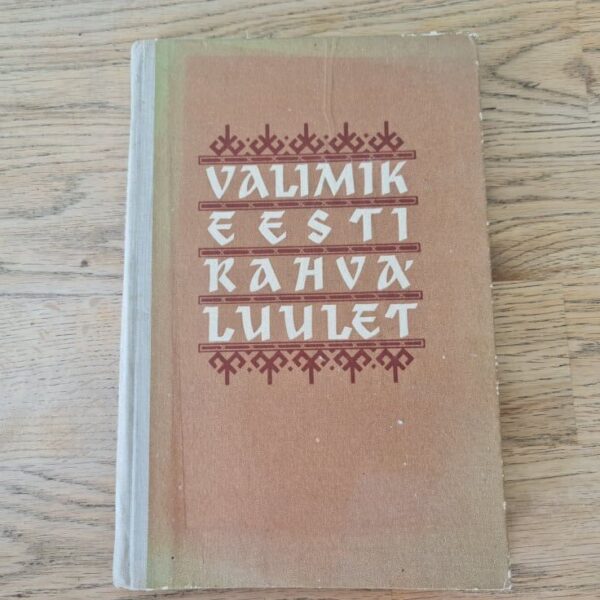 VALIMIK
EESTI
RAHVA-
LUULET